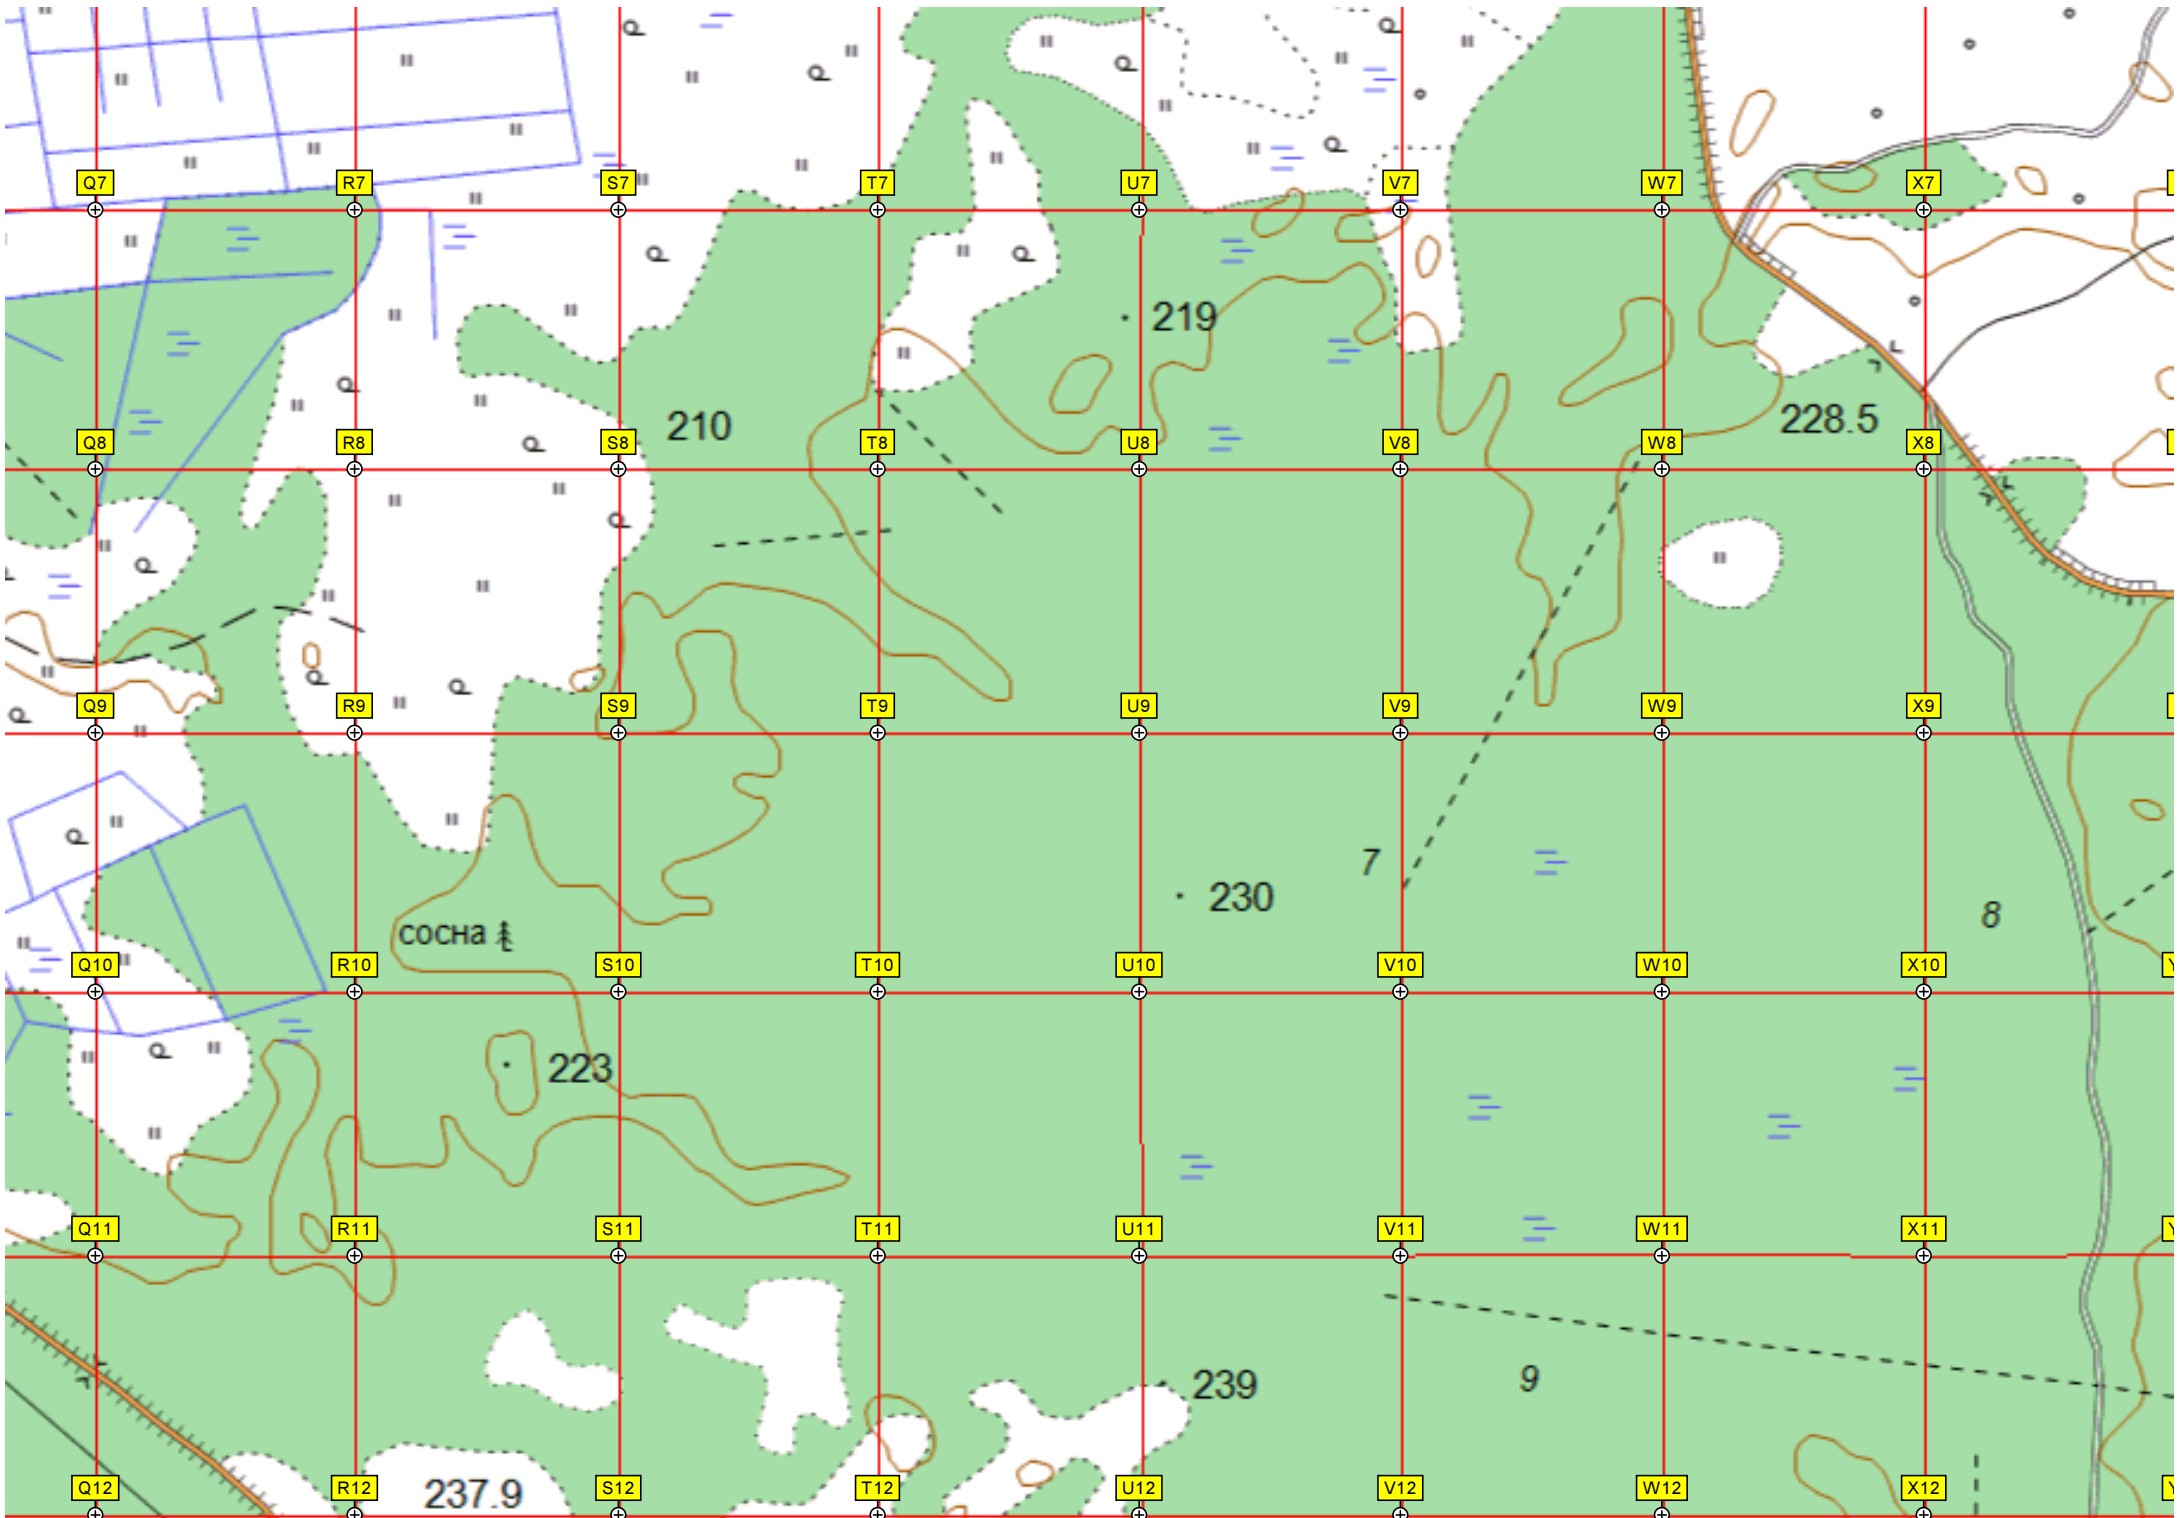 Q7 R7 S7 T7 U7 V7 W7 X7
219
210
228.5
Q8 R8 S8 T8 U8 V8 W8 X8
Q9 R9 S9 T9 U9 V9 W9 X9
7
230
8
сосна
Q10 R10 S10 T10 U10 V10 W10 X10 Y
223
Q11 R11 S11 T11 U11 V11 W11 X11 Y
239
9
237.9
Q12 R12 S12 T12 U12 V12 W12 X12 Y